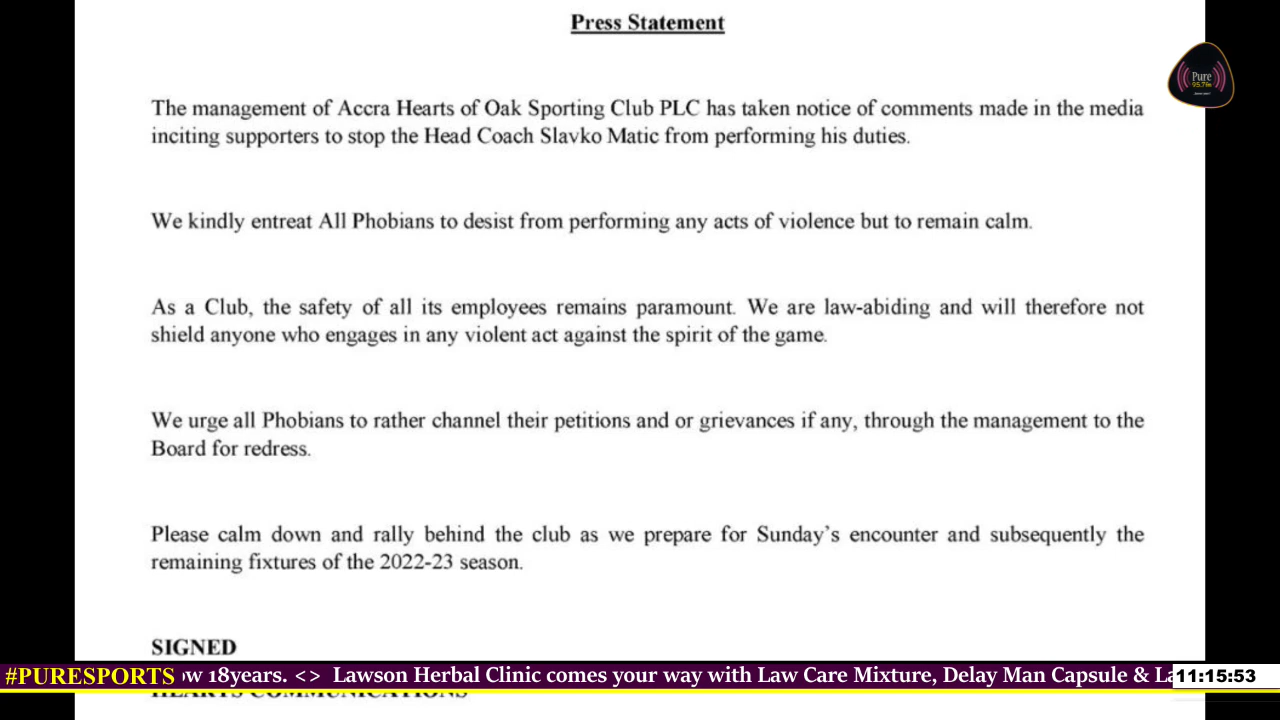 Press Statement
Pure
95.7fm
The management of Accra Hearts of Oak Sporting Club PLC has taken notice of comments made in the media
inciting supporters to stop the Head Coach Slavko Matic from performing his duties.
We kindly entreat All Phobians to desist from performing any acts of violence but to remain calm.
As a Club, the safety of all its employees remains paramount. We are law-abiding and will therefore not
shield anyone who engages in any violent act against the spirit of the game.
We urge all Phobians to rather channel their petitions and or grievances if any, through the management to the
Board for redress.
Please calm down and rally behind the club as we prepare for Sunday's encounter and subsequently the
remaining fixtures of the 2022-23 season.
SIGNED
#PURESPORTS ow 18years. <> Lawson Herbal Clinic comes your way with Law Care Mixture, Delay Man Capsule & La 11:15:53
HEARTS COMMUNICATIONS